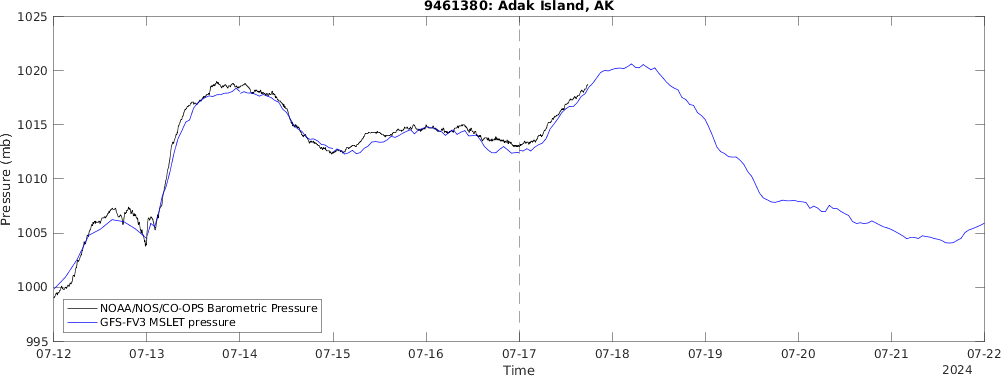 9461380: Adak Island, AK
Pressure (mb)
1025
1020
1015
1010
1005
1000
995
NOAA/NOS/CO-OPS Barometric Pressure
GFS-FV3 MSLET pressure
07-12 07-13 07-14 07-15 07-16 07-17 07-18 07-19 07-20 07-21 07-22
Time
2024